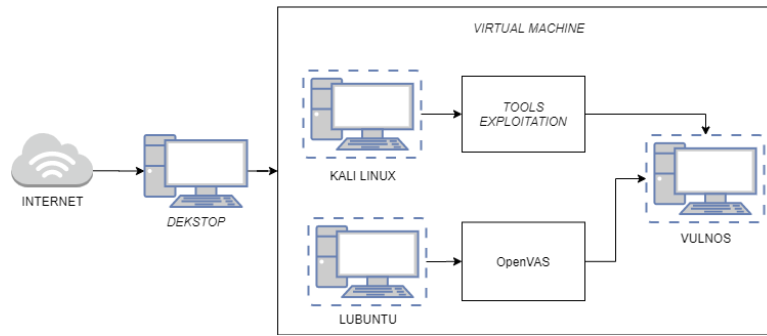 VIRTUAL MACHINE
TOOLS
EXPLOITATION
KALI LINUX
INTERNET
DEKSTOP
VULNOS
OpenVAS
LUBUNTU